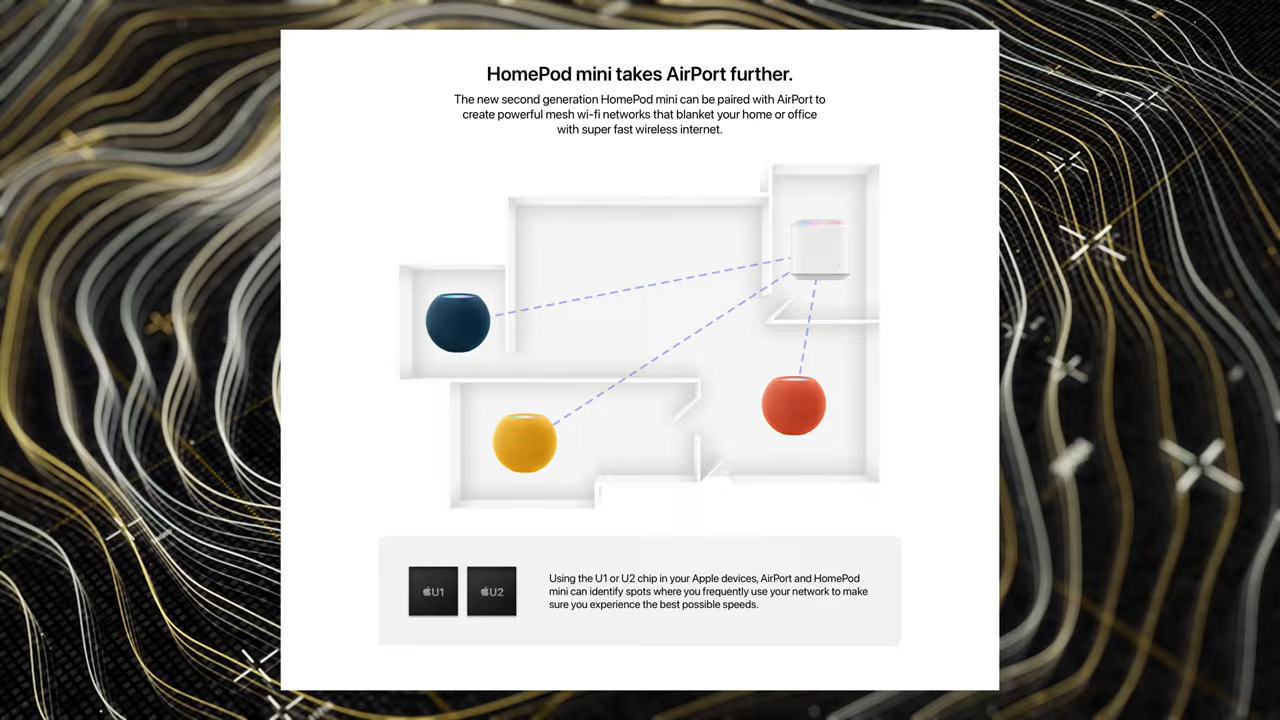 HomePod mini takes AirPort further.
The new second generation HomePod mini can be paired with AirPort to
create powerful mesh wi-fi networks that blanket your home or office
with super fast wireless internet.
U1
U2
Using the U1 or U2 chip in your Apple devices, AirPort and HomePod
mini can identify spots where you frequently use your network to make
sure you experience the best possible speeds.